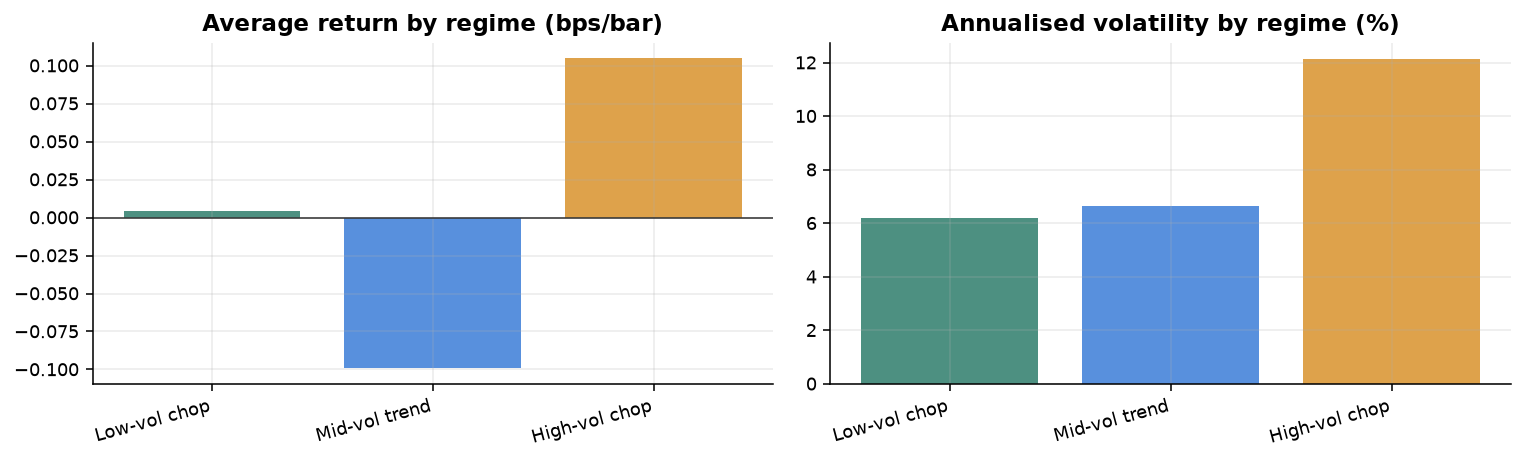 Average return by regime (bps/bar)
0.100
0.075
0.050
0.025
0.000
−0.025
−0.050
−0.075
−0.100
Low-vol chop
Mid-vol trend
High-vol chop
Annualised volatility by regime (%)
12
10
8
6
4
2
0
Low-vol chop
Mid-vol trend
High-vol chop